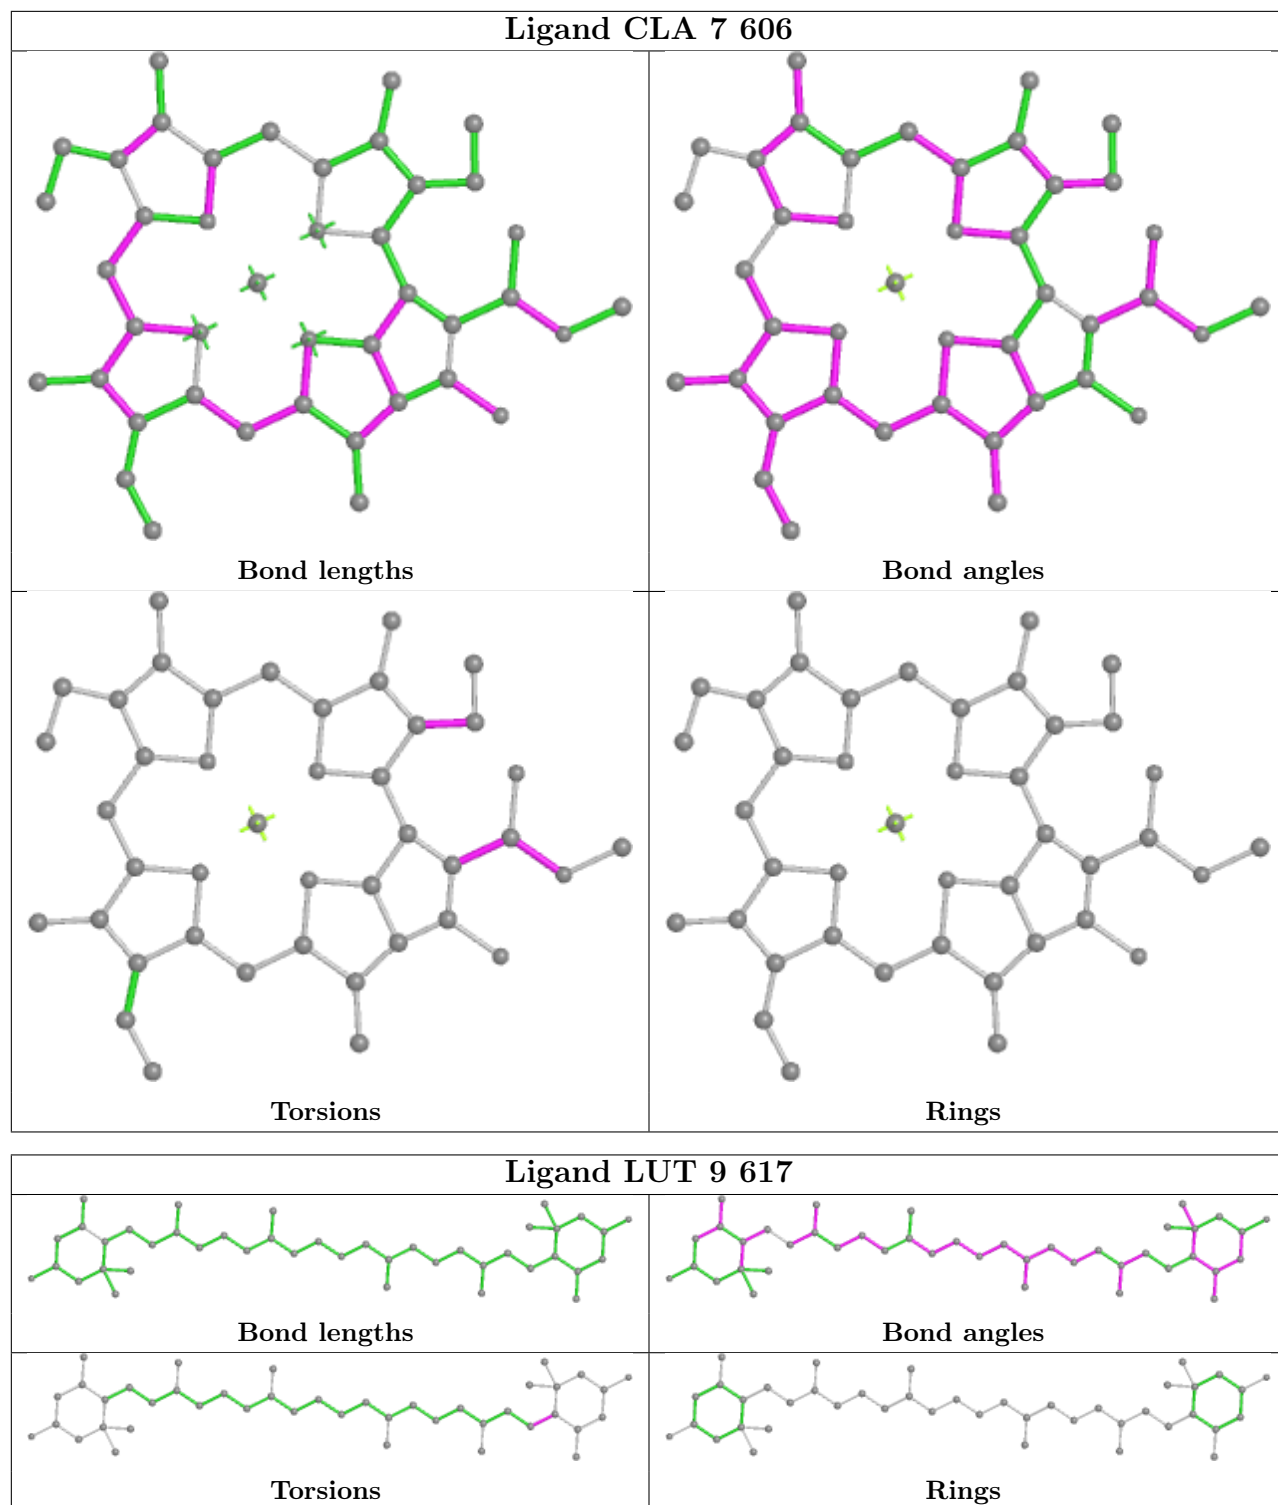 Ligand CLA 7 606
Bond lengths
Bond angles
Torsions
Rings
Ligand LUT 9 617
Bond lengths
Bond angles
Torsions
Rings